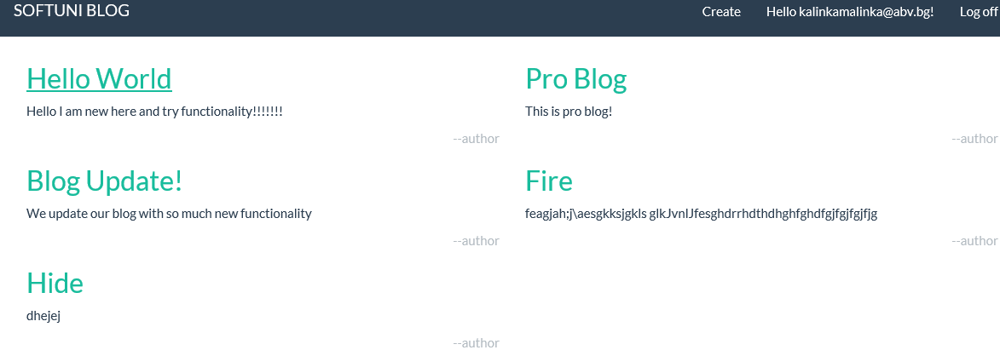 SOFTUNI BLOG
Create Hello kalinkamalinka@abv.bg! Log off
Hello World
Hello I am new here and try functionality!!!!!!!
--author
Pro Blog
This is pro blog!
--author
Blog Update!
We update our blog with so much new functionality
--author
Fire
feagjah;j\aesgkksjgkls glkJvnlJfesghdrrhdthdhghfghdfgjfgjfgjfjg
--author
Hide
dhejej
--author